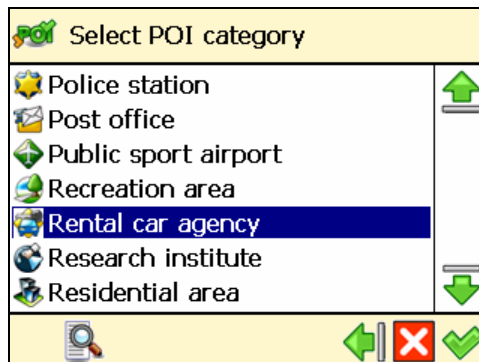 POI Select POI category
Police station
Post office
Public sport airport
Recreation area
Rental car agency
Research institute
Residential area